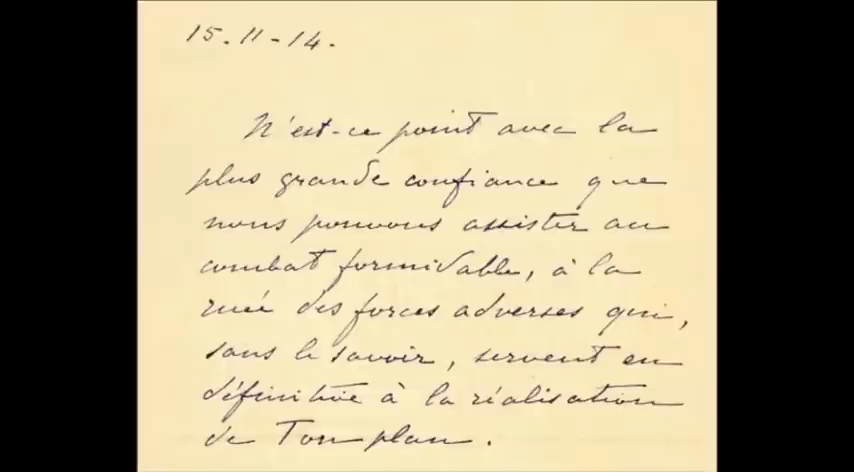 15-11-14.
N'est-ce point avec la
plus grande confiance que
nous pouvons assister au
combat formidable, à la
ruée des forces adverses qui,
sans le savoir, servent en
définitive à la réalisation
de Ton plan.